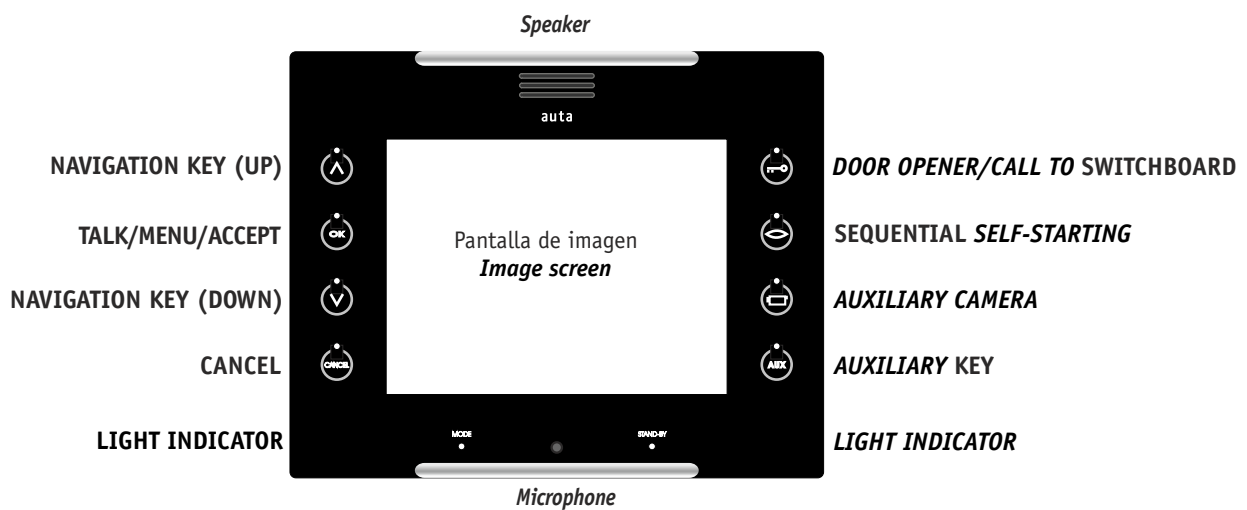 Speaker
auta
NAVIGATION KEY (UP)
DOOR OPENER/CALL TO SWITCHBOARD
TALK/MENU/ACCEPT
OK
Pantalla de imagen
Image screen
SEQUENTIAL SELF-STARTING
NAVIGATION KEY (DOWN)
AUXILIARY CAMERA
CANCEL
CANCEL
AUX
AUXILIARY KEY
LIGHT INDICATOR
MODE
STAND-BY
LIGHT INDICATOR
Microphone